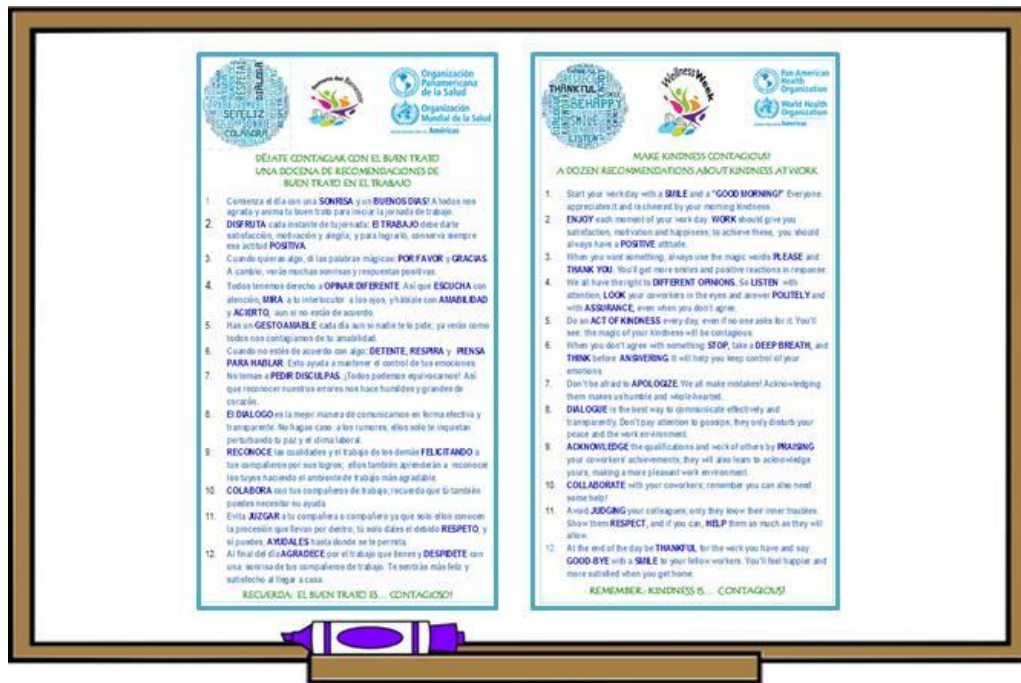 SE FELIZ
COLABORA
DIALOGA
RESPETA
Semana del Bienestar
Organización
Panamericana
de la Salud
Organización
Mundial de la Salud
Américas
DÉJATE CONTAGIAR CON EL BUEN TRATO
UNA DOCENA DE RECOMENDACIONES DE
BUEN TRATO EN EL TRABAJO
1. Comienza el día con una SONRISA y un BUENOS DIAS! A todos nos
agrada y anima tu buen trato para iniciar la jornada de trabajo.
2. DISFRUTA cada instante de tu jornada: El TRABAJO debe darte
satisfacción, motivación y alegría; y para lograrlo, conserva siempre
esa actitud POSITIVA.
3. Cuando quieras algo, di las palabras mágicas: POR FAVOR y GRACIAS.
A cambio, verás muchas sonrisas y respuestas positivas.
4. Todos tenemos derecho a OPINAR DIFERENTE. Así que ESCUCHA con
atención, MIRA a tu interlocutor a los ojos, y háblale con AMABILIDAD
y ACIERTO, aun si no estás de acuerdo.
5. Has un GESTO AMABLE cada día aun si nadie te lo pide, ya verás como
todos nos contagiamos de tu amabilidad.
6. Cuando no estés de acuerdo con algo: DETENTE, RESPIRA y PIENSA
PARA HABLAR. Esto ayuda a mantener el control de tus emociones.
7. No temas a PEDIR DISCULPAS. ¡Todos podemos equivocarnos! Así
que reconocer nuestros errores nos hace humildes y grandes de
corazón.
8. El DIALOGO es la mejor manera de comunicarnos en forma efectiva y
transparente. No hagas caso a los rumores, ellos solo te inquietan
perturbando tu paz y el clima laboral.
9. RECONOCE las cualidades y el trabajo de los demás FELICITANDO a
tus compañeros por sus logros; ellos también aprenderán a reconocer
los tuyos haciendo el ambiente de trabajo más agradable.
10. COLABORA con tus compañeros de trabajo; recuerda que tú también
puedes necesitar su ayuda.
11. Evita JUZGAR a tu compañera o compañero ya que solo ellos conocen
la procesión que llevan por dentro; tú solo dales el debido RESPETO, y
si puedes, AYUDALES hasta donde se te permita.
12. Al final del día AGRADECE por el trabajo que tienes y DESPIDETE con
una sonrisa de tus compañeros de trabajo. Te sentirás más feliz y
satisfecho al llegar a casa.
RECUERDA: EL BUEN TRATO ES... CONTAGIOSO!
THANKFUL
BE HAPPY
SMILE
LISTEN
Wellness Week
Pan American
Health
Organization
World Health
Organization
Americas
MAKE KINDNESS CONTAGIOUS!
A DOZEN RECOMMENDATIONS ABOUT KINDNESS AT WORK
1. Start your workday with a SMILE and a "GOOD MORNING!" Everyone
appreciates it and is cheered by your morning kindness.
2. ENJOY each moment of your work day. WORK should give you
satisfaction, motivation and happiness; to achieve these, you should
always have a POSITIVE attitude.
3. When you want something, always use the magic words PLEASE and
THANK YOU. You'll get more smiles and positive reactions in response.
4. We all have the right to DIFFERENT OPINIONS. So LISTEN with
attention, LOOK your coworkers in the eyes and answer POLITELY and
with ASSURANCE, even when you don't agree.
5. Do an ACT OF KINDNESS every day, even if no one asks for it. You'll
see: the magic of your kindness will be contagious.
6. When you don't agree with something STOP, take a DEEP BREATH, and
THINK before ANSWERING. It will help you keep control of your
emotions.
7. Don't be afraid to APOLOGIZE. We all make mistakes! Acknowledging
them makes us humble and whole-hearted.
8. DIALOGUE is the best way to communicate effectively and
transparently. Don't pay attention to gossips; they only disturb your
peace and the work environment.
9. ACKNOWLEDGE the qualifications and work of others by PRAISING
your coworkers' achievements; they will also learn to acknowledge
yours, making a more pleasant work environment.
10. COLLABORATE with your coworkers; remember you can also need
some help!
11. Avoid JUDGING your colleagues; only they know their inner troubles.
Show them RESPECT, and if you can, HELP them as much as they will
allow.
12. At the end of the day be THANKFUL for the work you have and say
GOOD-BYE with a SMILE to your fellow workers. You'll feel happier and
more satisfied when you get home.
REMEMBER: KINDNESS IS... CONTAGIOUS!